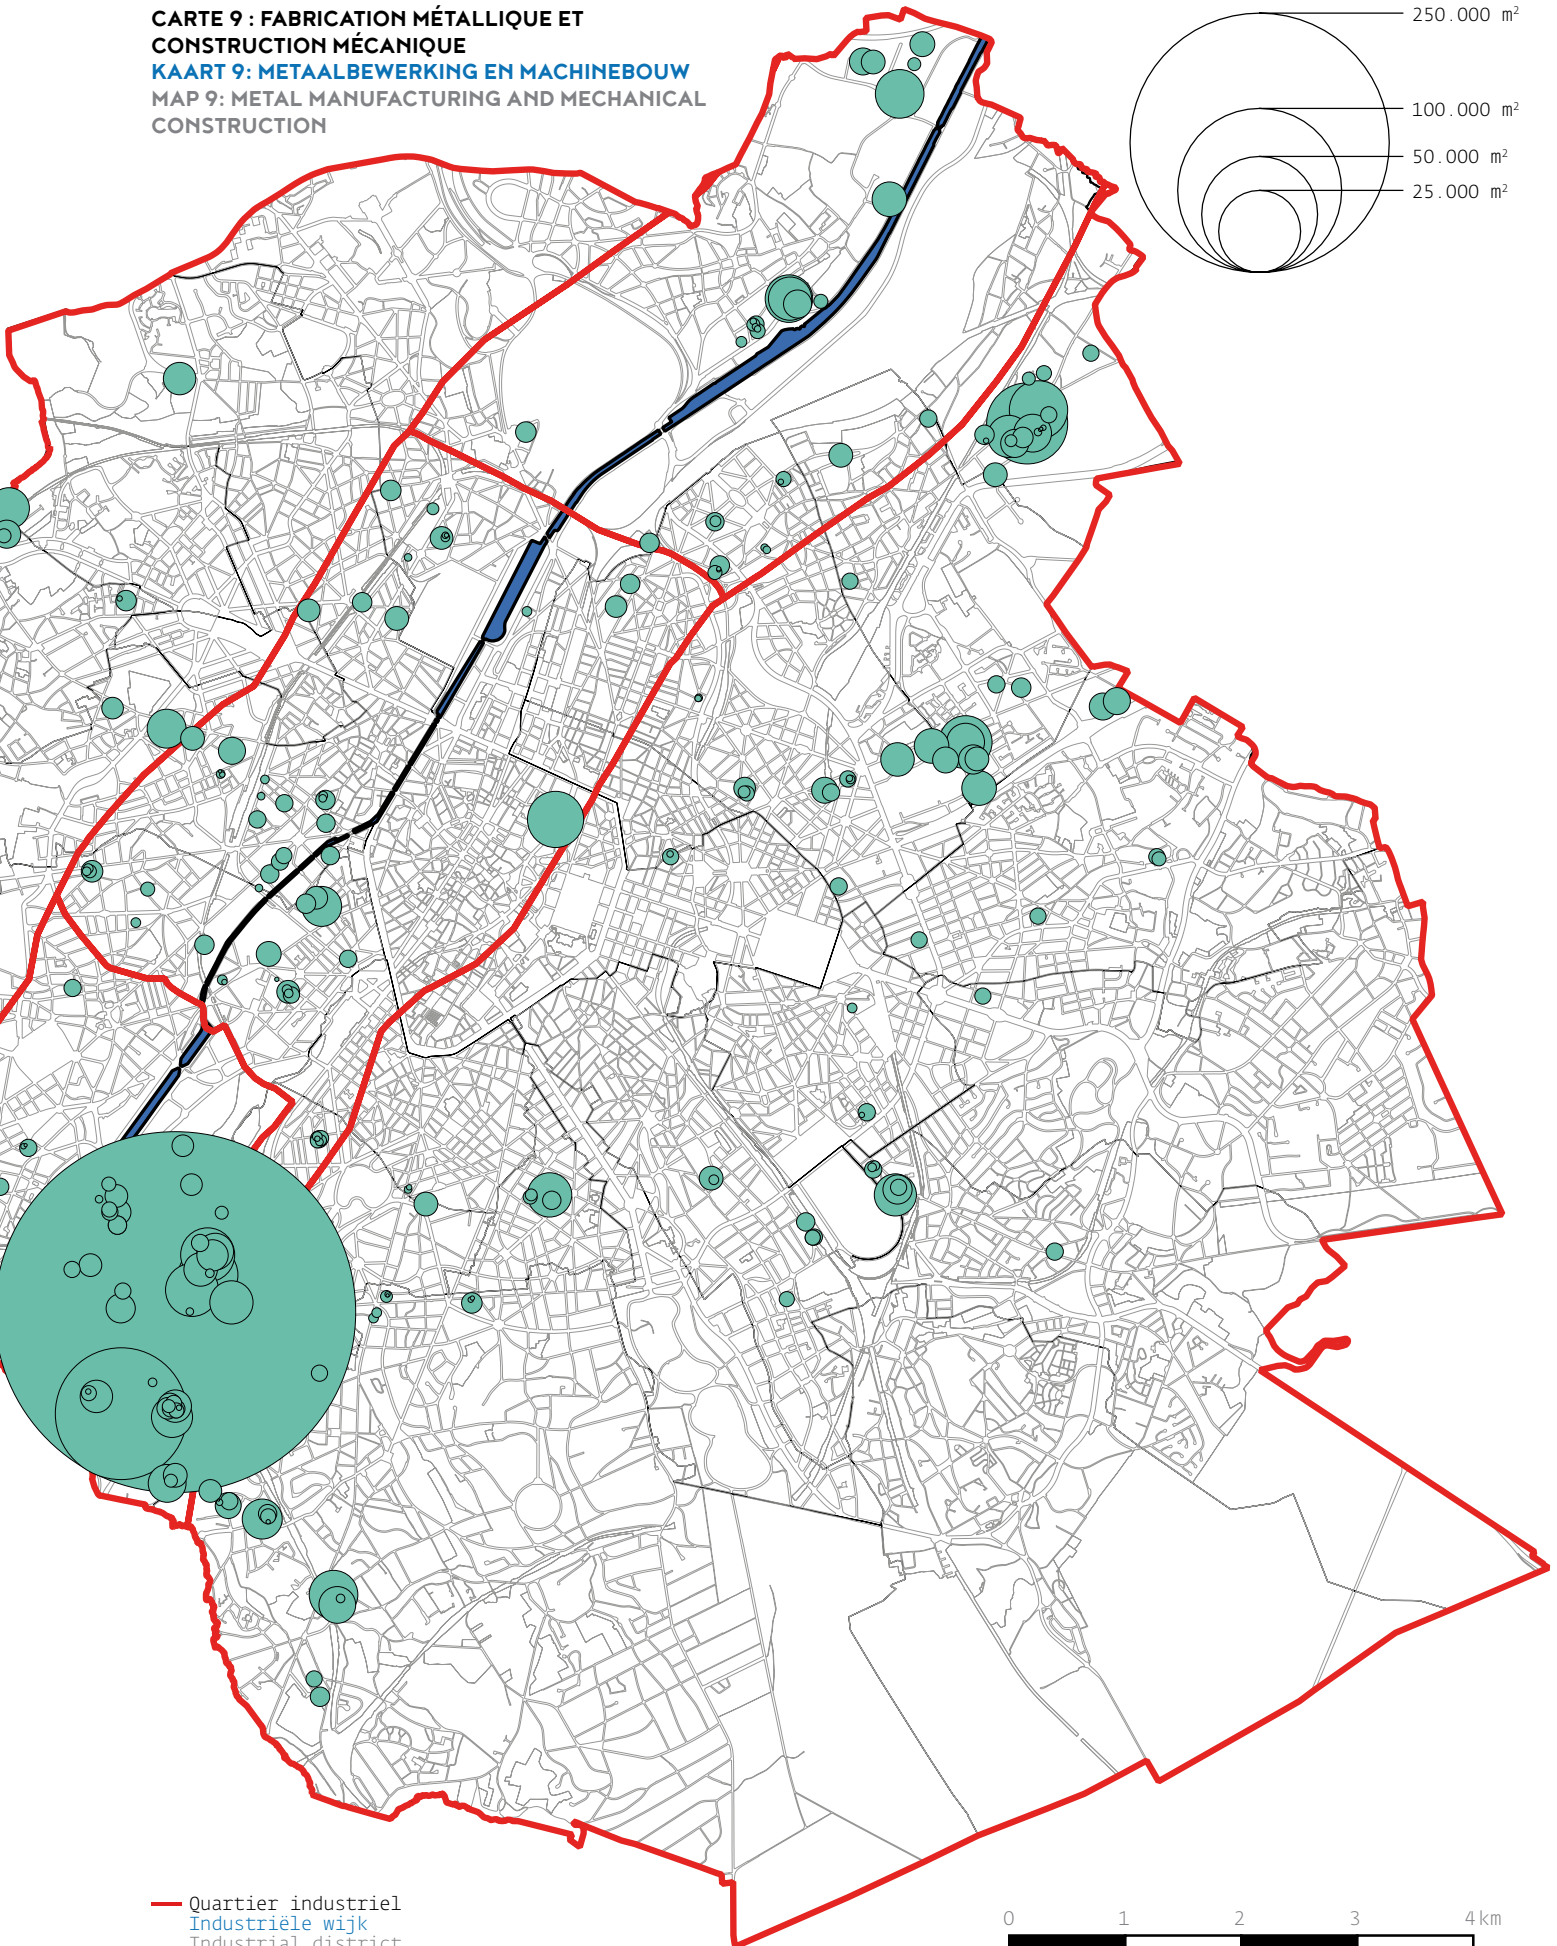 CARTE 9 : FABRICATION MÉTALLIQUE ET
CONSTRUCTION MÉCANIQUE
KAART 9: METAALBEWERKING EN MACHINEBOUW
MAP 9: METAL MANUFACTURING AND MECHANICAL
CONSTRUCTION
250.000 m²
100.000 m²
50.000 m²
25.000 m²
Quartier industriel
Industriële wijk
Industrial district
0 1 2 3 4 km